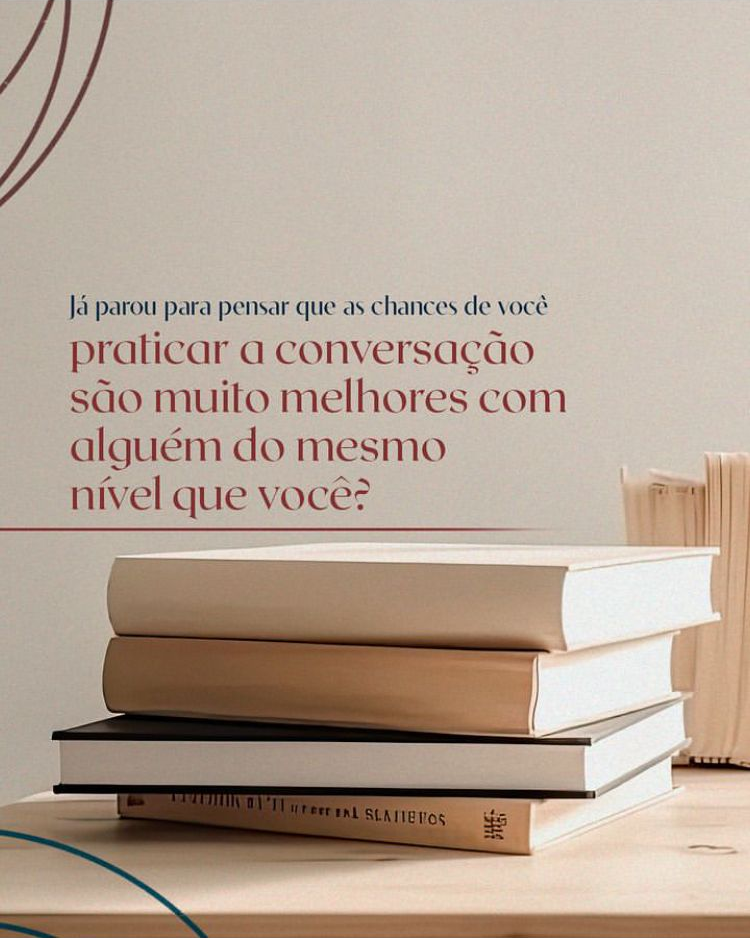 Já parou para pensar que as chances de você
praticar a conversação
são muito melhores com
alguém do mesmo
nível que você?